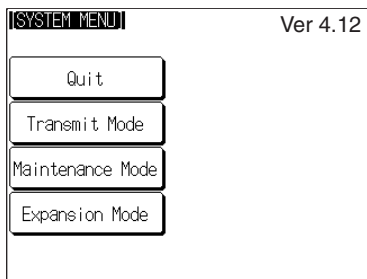 [SYSTEM MENU]
Ver 4.12
Quit
Transmit Mode
Maintenance Mode
Expansion Mode